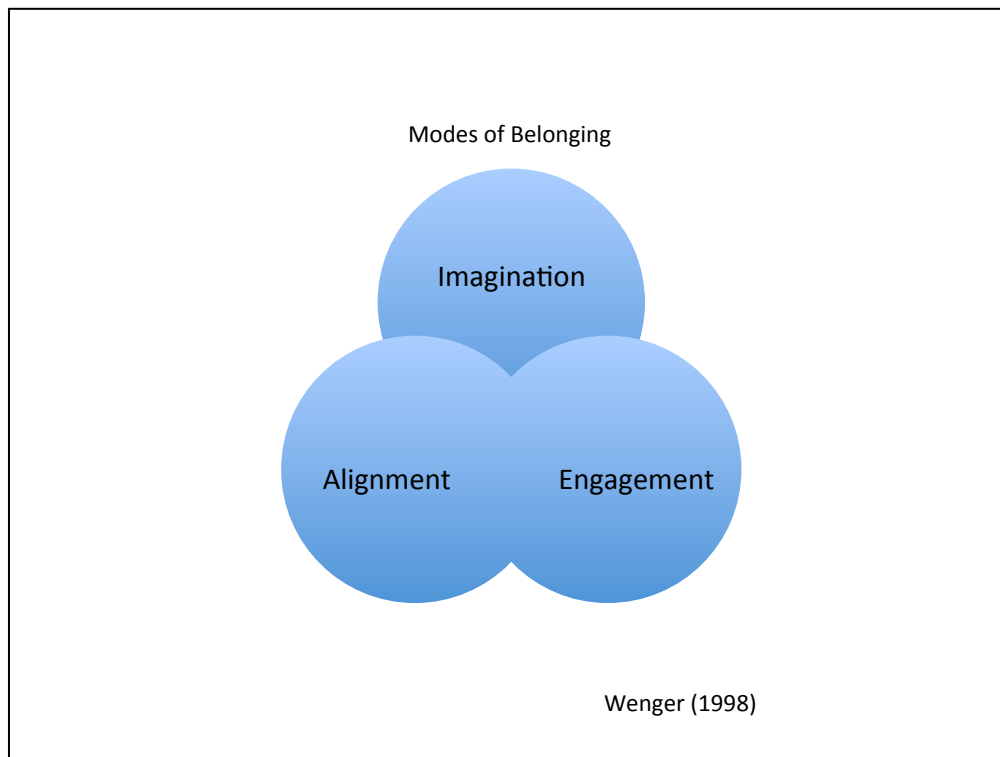 Modes of Belonging
Imagination
Alignment
Engagement
Wenger (1998)